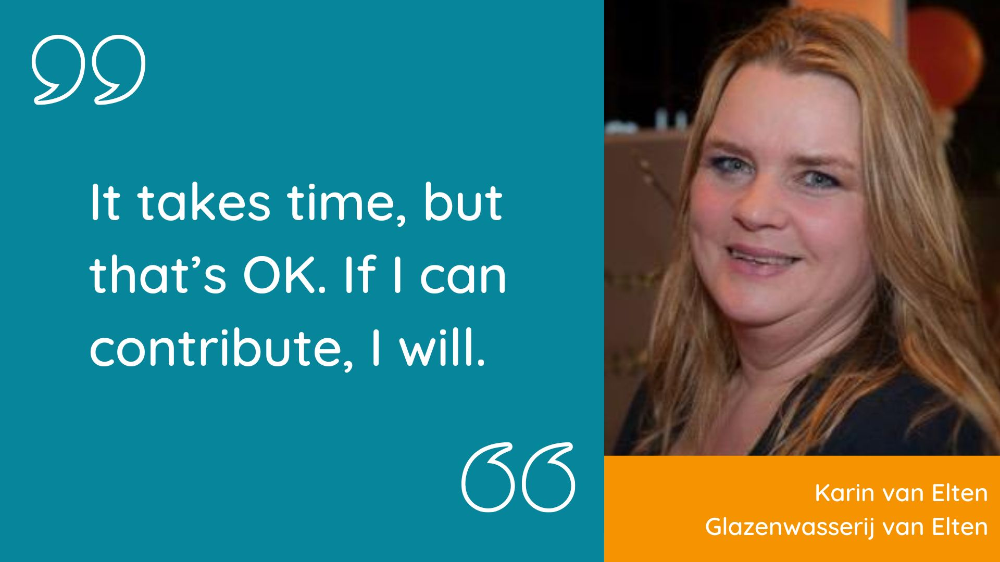 It takes time, but
that’s OK. If I can
contribute, I will.
Karin van Elten
Glazenwasserij van Elten